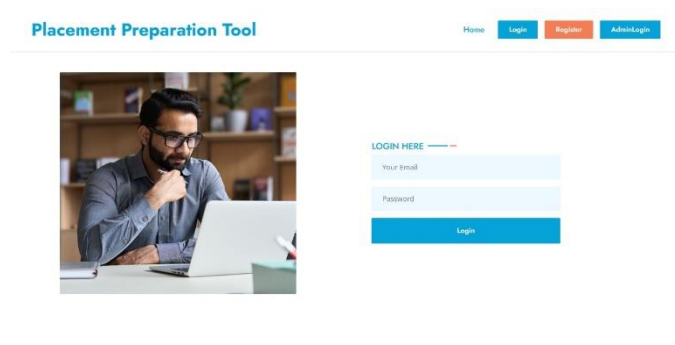 Placement Preparation Tool
Home Login Register AdminLogin
LOGIN HERE
Your Email
Password
Login